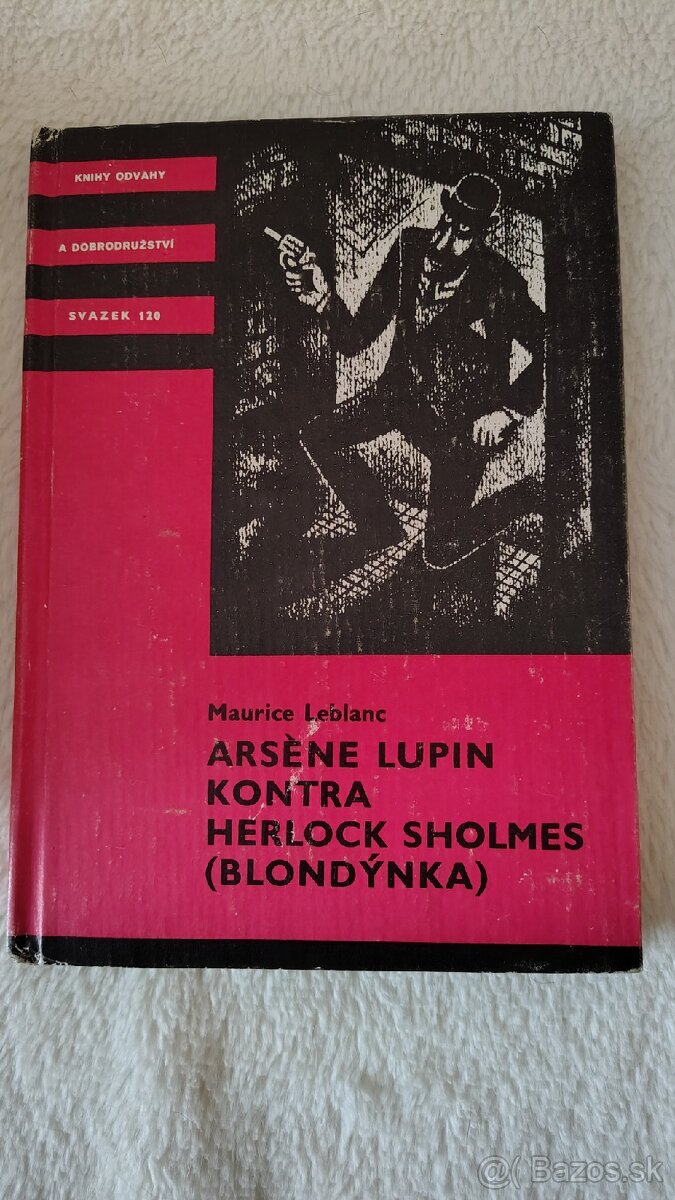 KNIHY ODVAHY
A DOBRODRUŽSTVÍ
SVAZEK 120
Maurice Leblanc
ARSÈNE LUPIN
KONTRA
HERLOCK SHOLMES
(BLONDÝNKA)
@( Bazos.sk